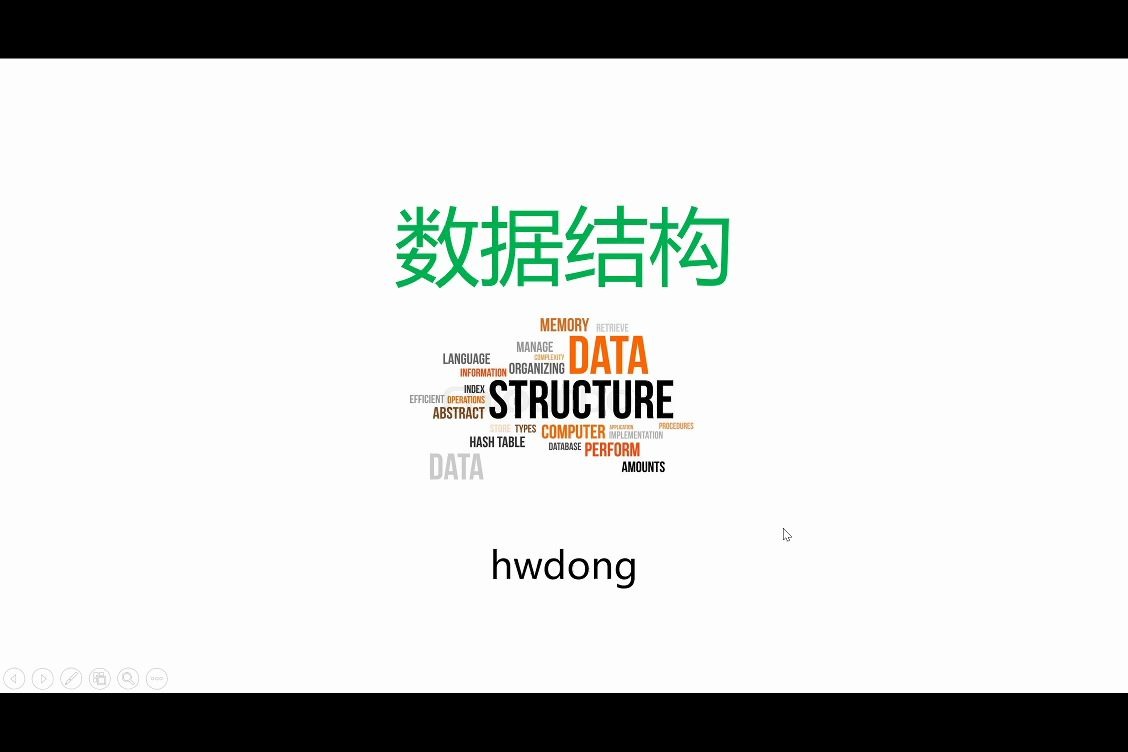 数据结构
MEMORY RETRIEVE
MANAGE DATA
LANGUAGE COMPLEXITY
INFORMATION ORGANIZING
INDEX STRUCTURE
EFFICIENT OPERATIONS
ABSTRACT
STORE TYPES COMPUTER APPLICATION PROCEDURES
IMPLEMENTATION
HASH TABLE DATABASE PERFORM
DATA AMOUNTS
hwdong